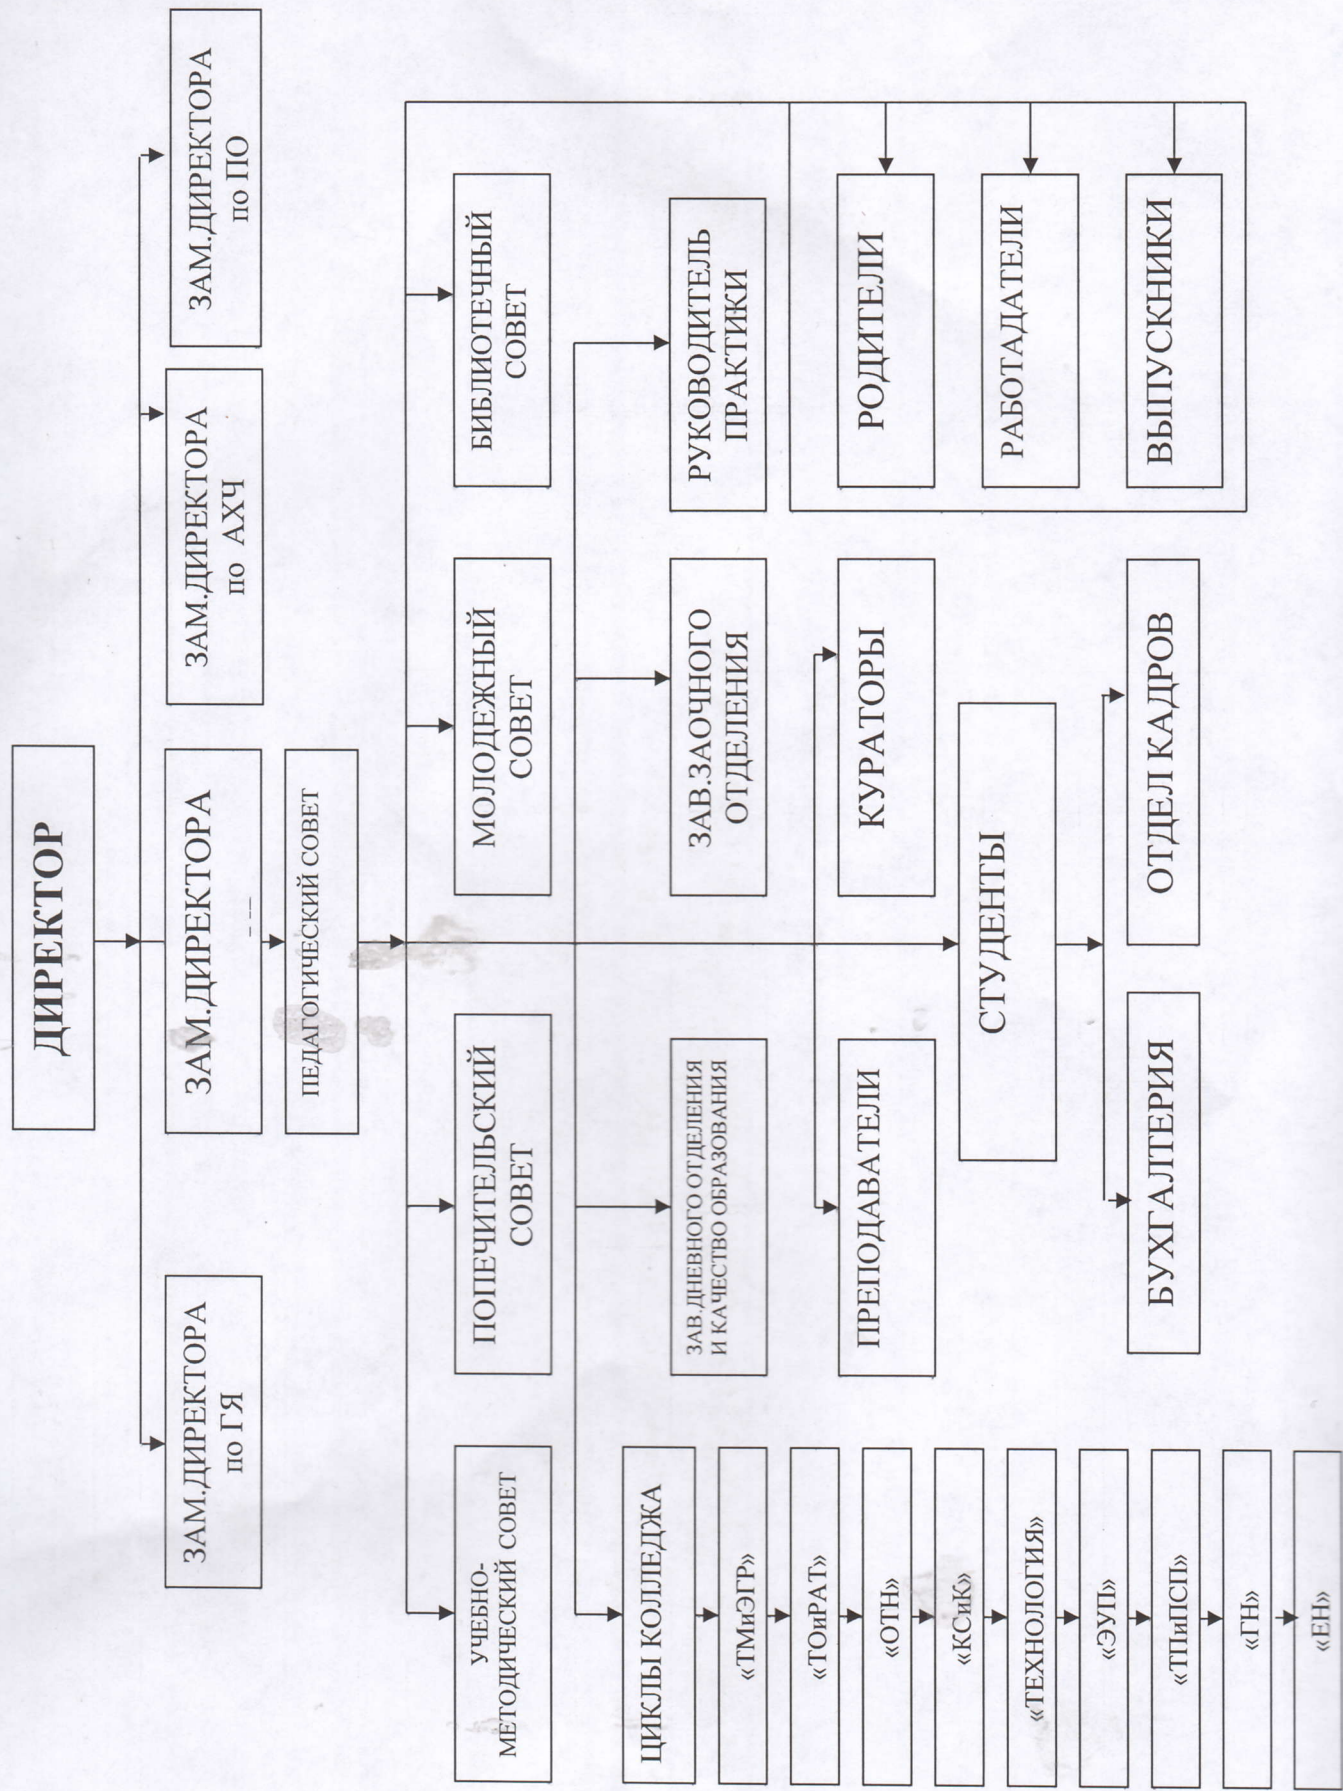 ДИРЕКТОР
ЗАМ.ДИРЕКТОРА
по ГЯ
ЗАМ.ДИРЕКТОРА
ЗАМ.ДИРЕКТОРА
по АХЧ
ЗАМ.ДИРЕКТОРА
по ПО
ПЕДАГОГИЧЕСКИЙ СОВЕТ
УЧЕБНО-
МЕТОДИЧЕСКИЙ СОВЕТ
ПОПЕЧИТЕЛЬСКИЙ
СОВЕТ
МОЛОДЕЖНЫЙ
СОВЕТ
БИБЛИОТЕЧНЫЙ
СОВЕТ
ЦИКЛЫ КОЛЛЕДЖА
ЗАВ.ДНЕВНОГО ОТДЕЛЕНИЯ
И КАЧЕСТВО ОБРАЗОВАНИЯ
ЗАВ.ЗАОЧНОГО
ОТДЕЛЕНИЯ
РУКОВОДИТЕЛЬ
ПРАКТИКИ
«ТМиЭГР»
«ТОиРАТ»
«ОТН»
«КСиК»
«ТЕХНОЛОГИЯ»
«ЭУП»
«ТПиПСП»
«ГН»
«ЕН»
ПРЕПОДАВАТЕЛИ
КУРАТОРЫ
РОДИТЕЛИ
СТУДЕНТЫ
РАБОТАДАТЕЛИ
БУХГАЛТЕРИЯ
ОТДЕЛ КАДРОВ
ВЫПУСКНИКИ